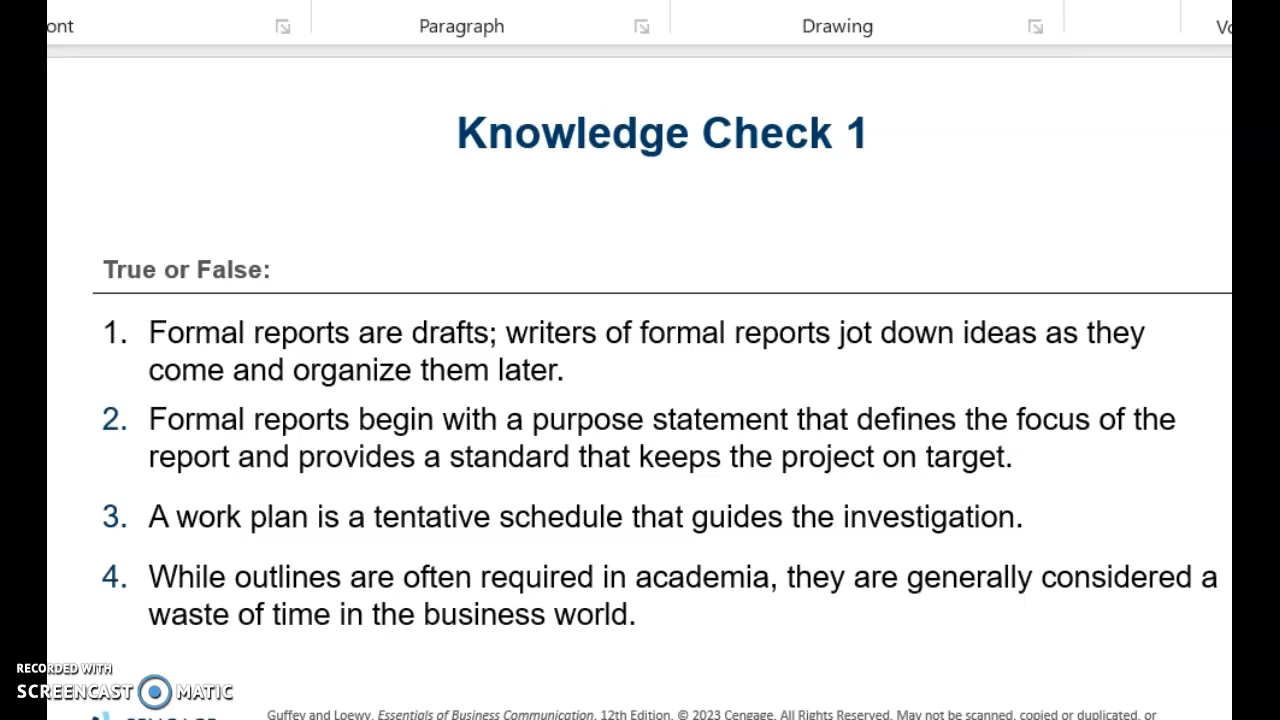 ont Paragraph Drawing Vo
Knowledge Check 1
True or False:
1. Formal reports are drafts; writers of formal reports jot down ideas as they
come and organize them later.
2. Formal reports begin with a purpose statement that defines the focus of the
report and provides a standard that keeps the project on target.
3. A work plan is a tentative schedule that guides the investigation.
4. While outlines are often required in academia, they are generally considered a
waste of time in the business world.
RECORDED WITH
SCREENCAST MATIC
CENGAGE
Guffey and Loewy, Essentials of Business Communication, 12th Edition. © 2023 Cengage. All Rights Reserved. May not be scanned, copied or duplicated, or